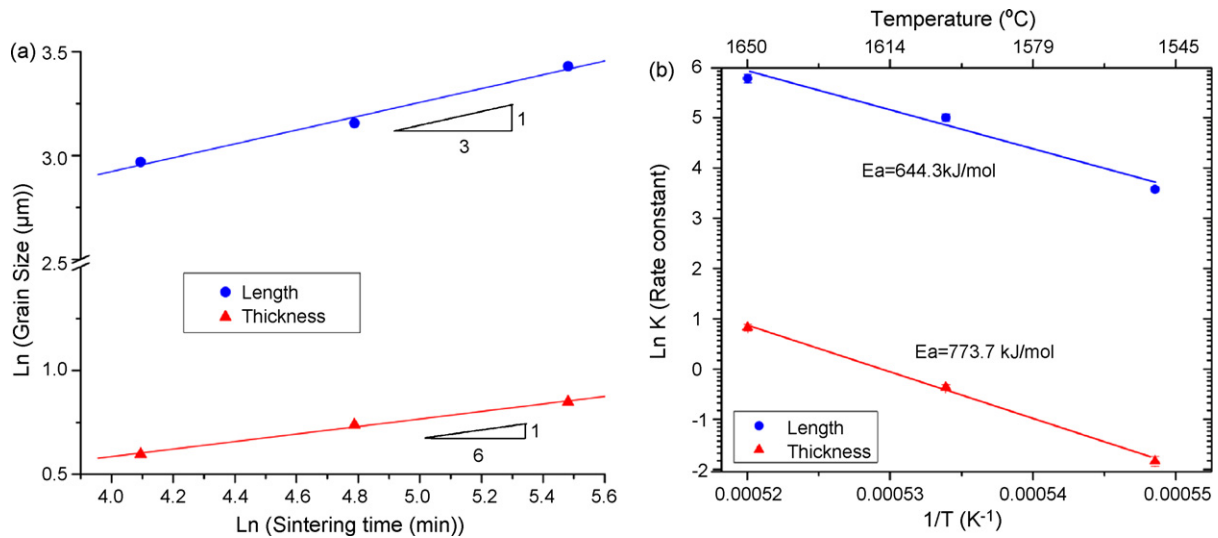 (a)
3.5
3.0
2.5
1.0
0.5
Ln (Grain Size (µm))
1
3
Length
Thickness
1
6
4.0 4.2 4.4 4.6 4.8 5.0 5.2 5.4 5.6
Ln (Sintering time (min))
Temperature (ºC)
1650 1614 1579 1545
(b)
6
5
4
3
2
1
0
-1
-2
Ln K (Rate constant)
Ea=644.3kJ/mol
Ea=773.7 kJ/mol
Length
Thickness
0.00052 0.00053 0.00054 0.00055
1/T (K-1)